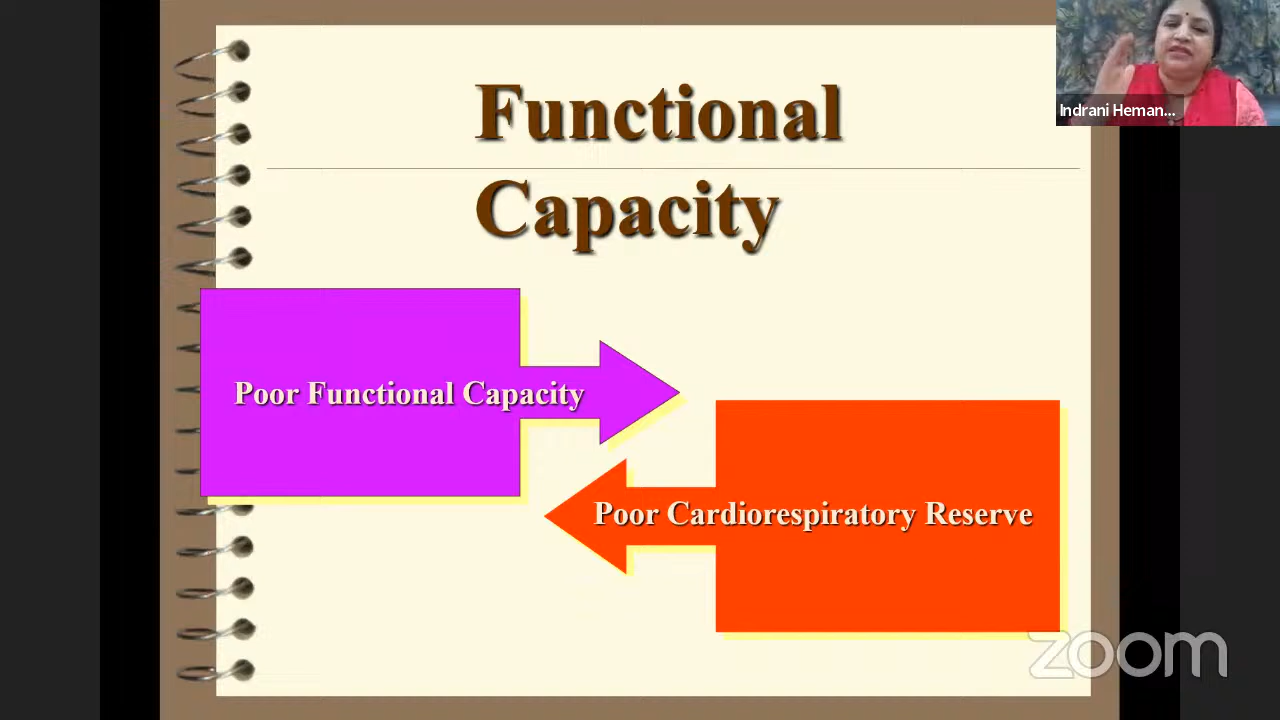 Functional
Capacity
Indrani Heman...
Poor Functional Capacity
Poor Cardiorespiratory Reserve
zoom